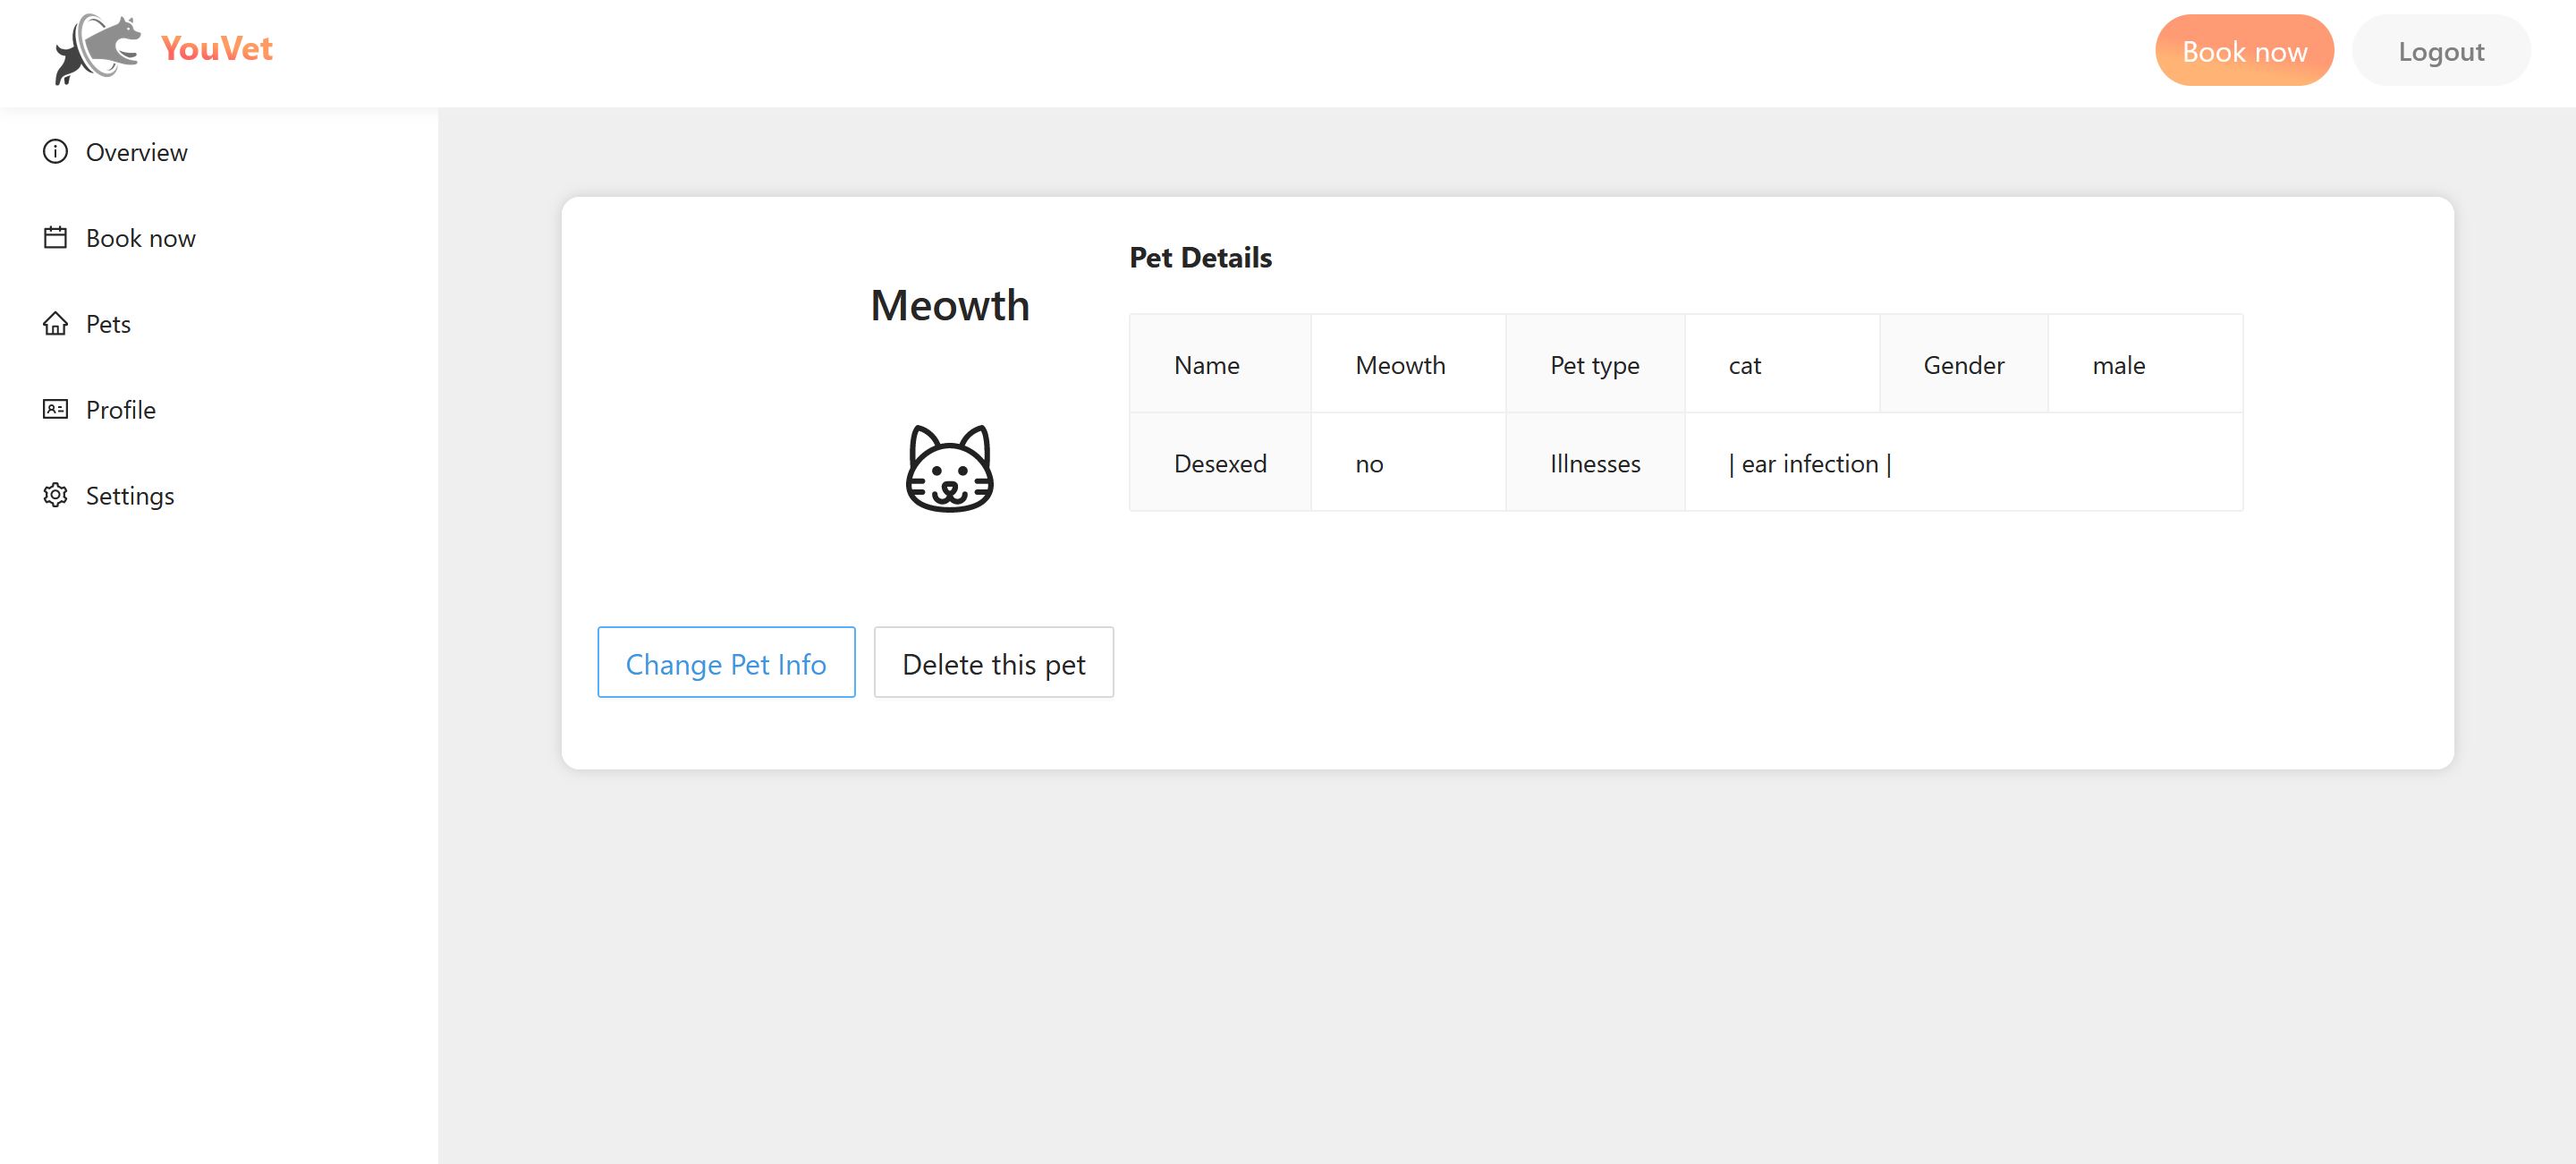 YouVet
Book now
Logout
Overview
Book now
Pets
Profile
Settings
Meowth
Pet Details
Name Meowth Pet type cat Gender male
Desexed no Illnesses | ear infection |
Change Pet Info
Delete this pet